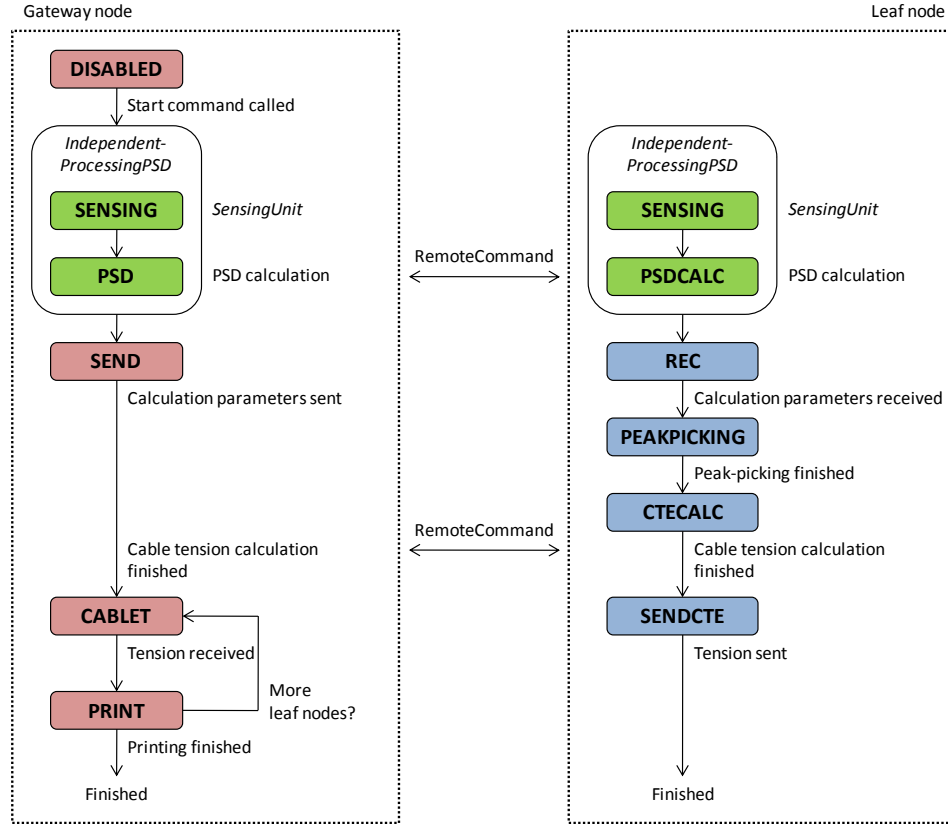 Gateway node
DISABLED
Start command called
Independent-
ProcessingPSD
SENSING
SensingUnit
PSD
PSD calculation
SEND
Calculation parameters sent
Cable tension calculation
finished
CABLET
Tension received
More
leaf nodes?
PRINT
Printing finished
Finished
RemoteCommand
RemoteCommand
Leaf node
Independent-
ProcessingPSD
SENSING
SensingUnit
PSDCALC
PSD calculation
REC
Calculation parameters received
PEAKPICKING
Peak-picking finished
CTECALC
Cable tension calculation
finished
SENDCTE
Tension sent
Finished